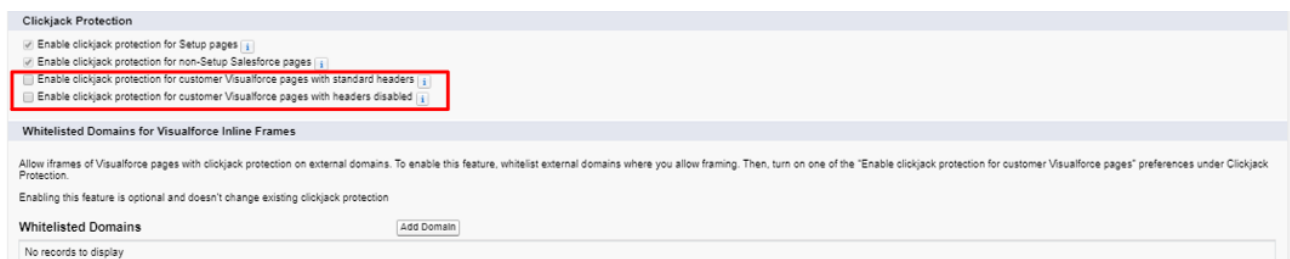 Clickjack Protection
Enable clickjack protection for Setup pages i
Enable clickjack protection for non-Setup Salesforce pages i
Enable clickjack protection for customer Visualforce pages with standard headers i
Enable clickjack protection for customer Visualforce pages with headers disabled i
Whitelisted Domains for Visualforce Inline Frames
Allow iframes of Visualforce pages with clickjack protection on external domains. To enable this feature, whitelist external domains where you allow framing. Then, turn on one of the "Enable clickjack protection for customer Visualforce pages" preferences under Clickjack
Protection.
Enabling this feature is optional and doesn't change existing clickjack protection
Whitelisted Domains Add Domain
No records to display